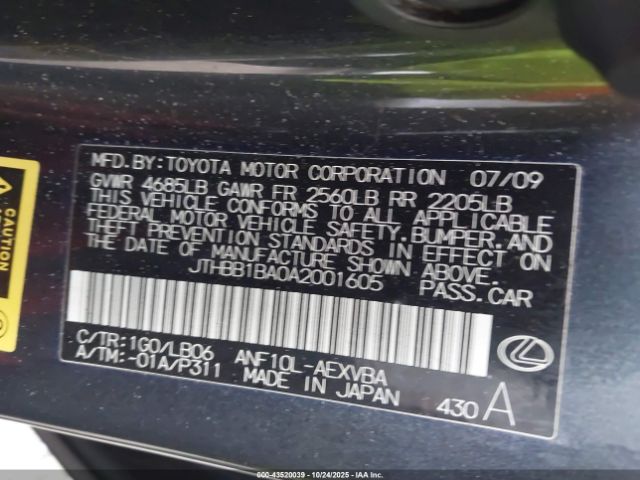 MFD.BY:TOYOTA MOTOR CORPORATION 07/09
GVWR 4685LB GAWR FR 2560LB RR 2205LB
THIS VEHICLE CONFORMS TO ALL APPLICABLE
FEDERAL MOTOR VEHICLE SAFETY,BUMPER,AND
THEFT PREVENTION STANDARDS IN EFFECT ON
THE DATE OF MANUFACTURE SHOWN ABOVE.
JTHBB1BA0A2001605 PASS.CAR
C/TR:1G0/LB06 ANF10L-AEXVBA
A/TM:-01A/P311 MADE IN JAPAN
430 A
CAUTION
000-43520039 - 10/24/2025 - IAAI.COM